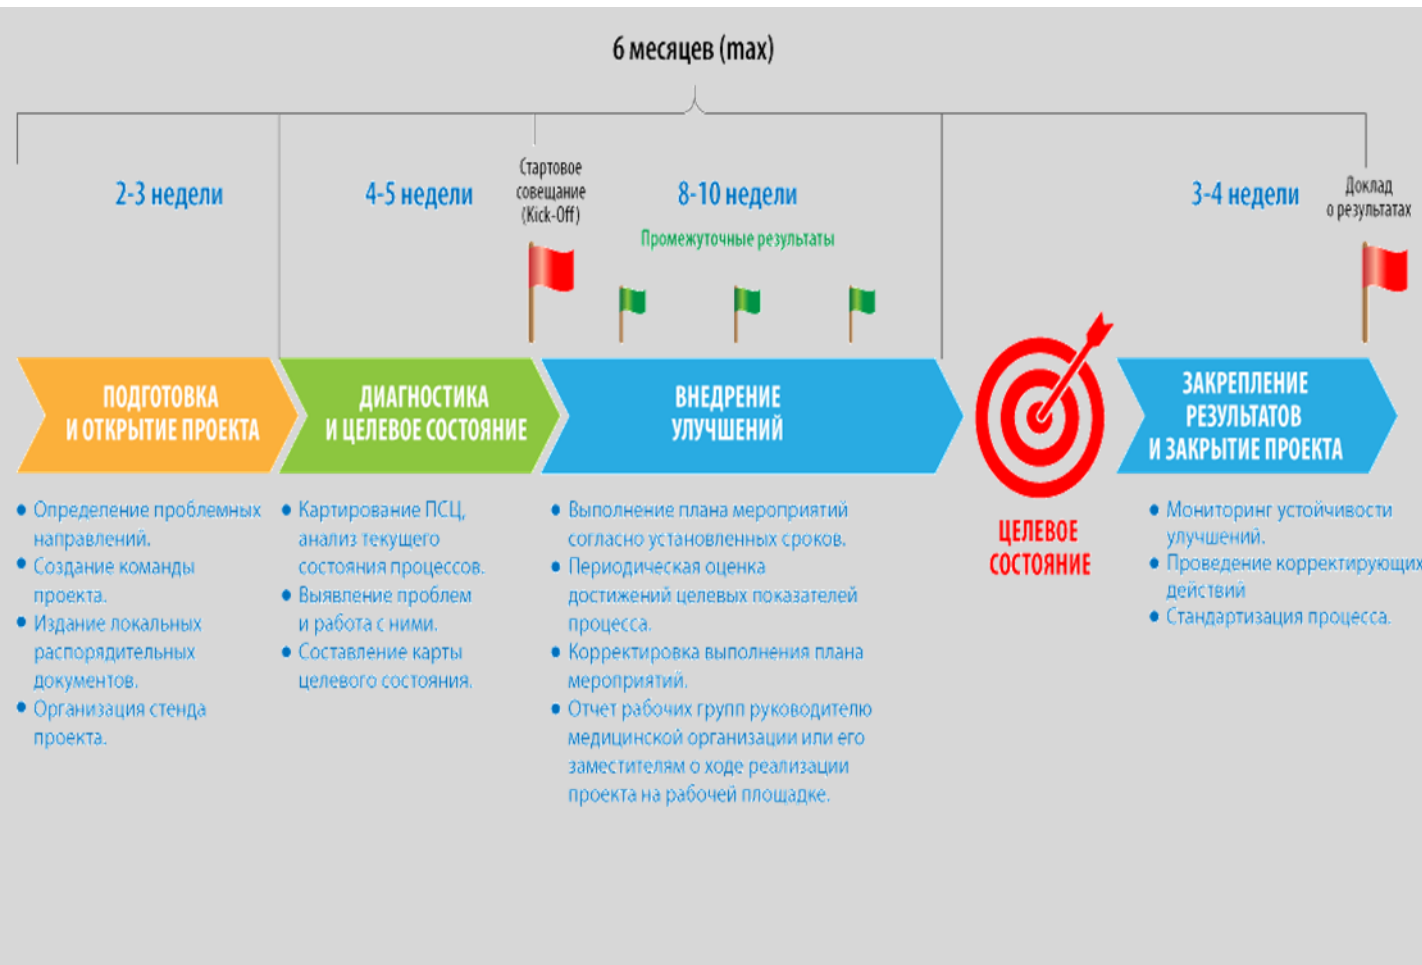 6 месяцев (max)
2-3 недели
4-5 недели
Стартовое
совещание
(Kick-Off)
8-10 недели
Промежуточные результаты
3-4 недели
Доклад
о результатах
ПОДГОТОВКА
И ОТКРЫТИЕ ПРОЕКТА
ДИАГНОСТИКА
И ЦЕЛЕВОЕ СОСТОЯНИЕ
ВНЕДРЕНИЕ
УЛУЧШЕНИЙ
ЗАКРЕПЛЕНИЕ
РЕЗУЛЬТАТОВ
И ЗАКРЫТИЕ ПРОЕКТА
• Определение проблемных
направлений.
• Создание команды
проекта.
• Издание локальных
распорядительных
документов.
• Организация стенда
проекта.
• Картирование ПСЦ,
анализ текущего
состояния процессов.
• Выявление проблем
и работа с ними.
• Составление карты
целевого состояния.
• Выполнение плана мероприятий
согласно установленных сроков.
• Периодическая оценка
достижений целевых показателей
процесса.
• Корректировка выполнения плана
мероприятий.
• Отчет рабочих групп руководителю
медицинской организации или его
заместителям о ходе реализации
проекта на рабочей площадке.
ЦЕЛЕВОЕ
СОСТОЯНИЕ
• Мониторинг устойчивости
улучшений.
• Проведение корректирующих
действий
• Стандартизация процесса.